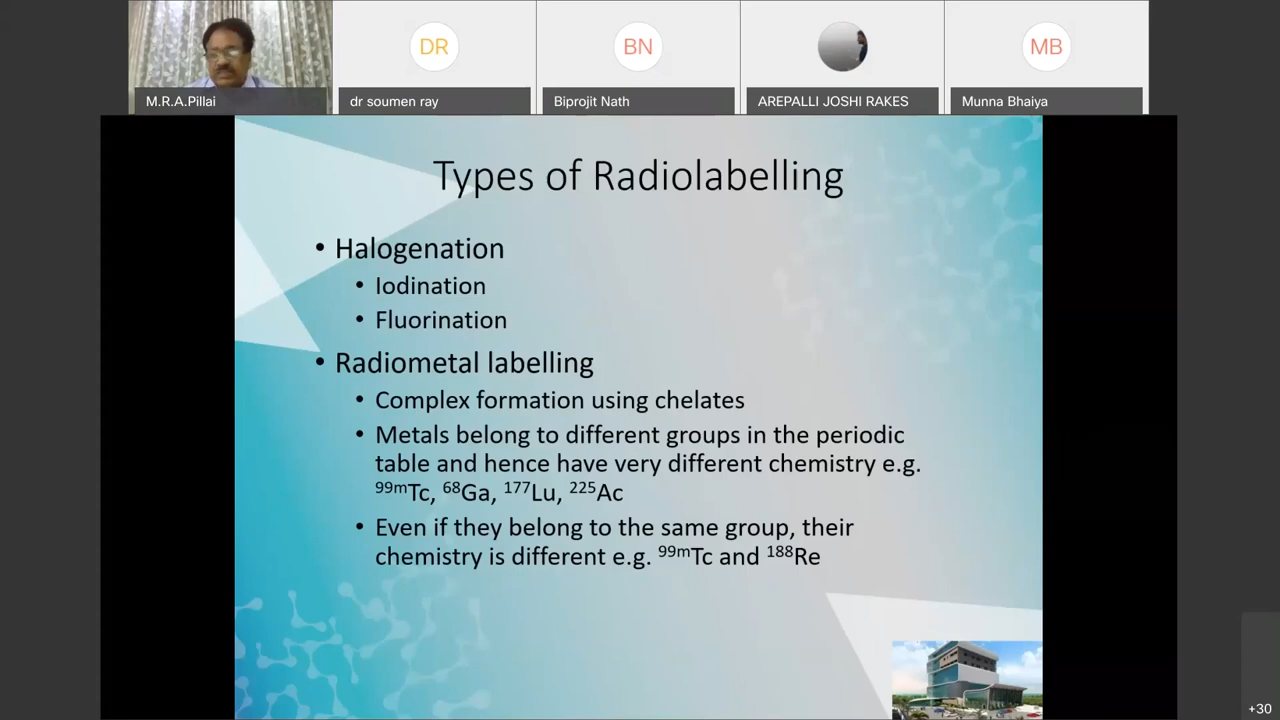 DR
BN
MB
M.R.A.Pillai
dr soumen ray
Biprojit Nath
AREPALLI JOSHI RAKES
Munna Bhaiya
Types of Radiolabelling
• Halogenation
• Iodination
• Fluorination
• Radiometal labelling
• Complex formation using chelates
• Metals belong to different groups in the periodic
table and hence have very different chemistry e.g.
⁹⁹ᵐTc, ⁶⁸Ga, ¹⁷⁷Lu, ²²⁵Ac
• Even if they belong to the same group, their
chemistry is different e.g. ⁹⁹ᵐTc and ¹⁸⁸Re
+30